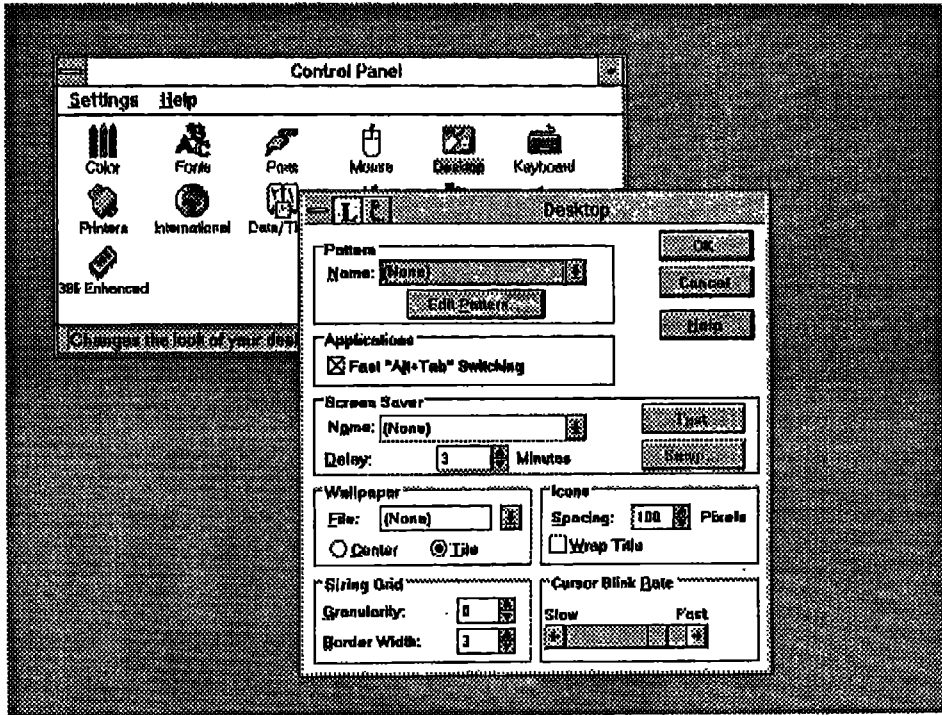 Control Panel
Settings Help
Color Fonts Ports Mouse Desktop Keyboard
Printers International Date/Ti
386 Enhanced
Changes the look of your desl
Desktop
Pattern
Name: (None)
Edit Pattern...
OK
Cancel
Help
Applications
Fast "Alt+Tab" Switching
Screen Saver
Name: (None)
Delay: 3 Minutes
Test
Setup...
Wallpaper
File: (None)
Center Tile
Icons
Spacing: 100 Pixels
Wrap Title
Sizing Grid
Granularity: 0
Border Width: 3
Cursor Blink Rate
Slow Fast